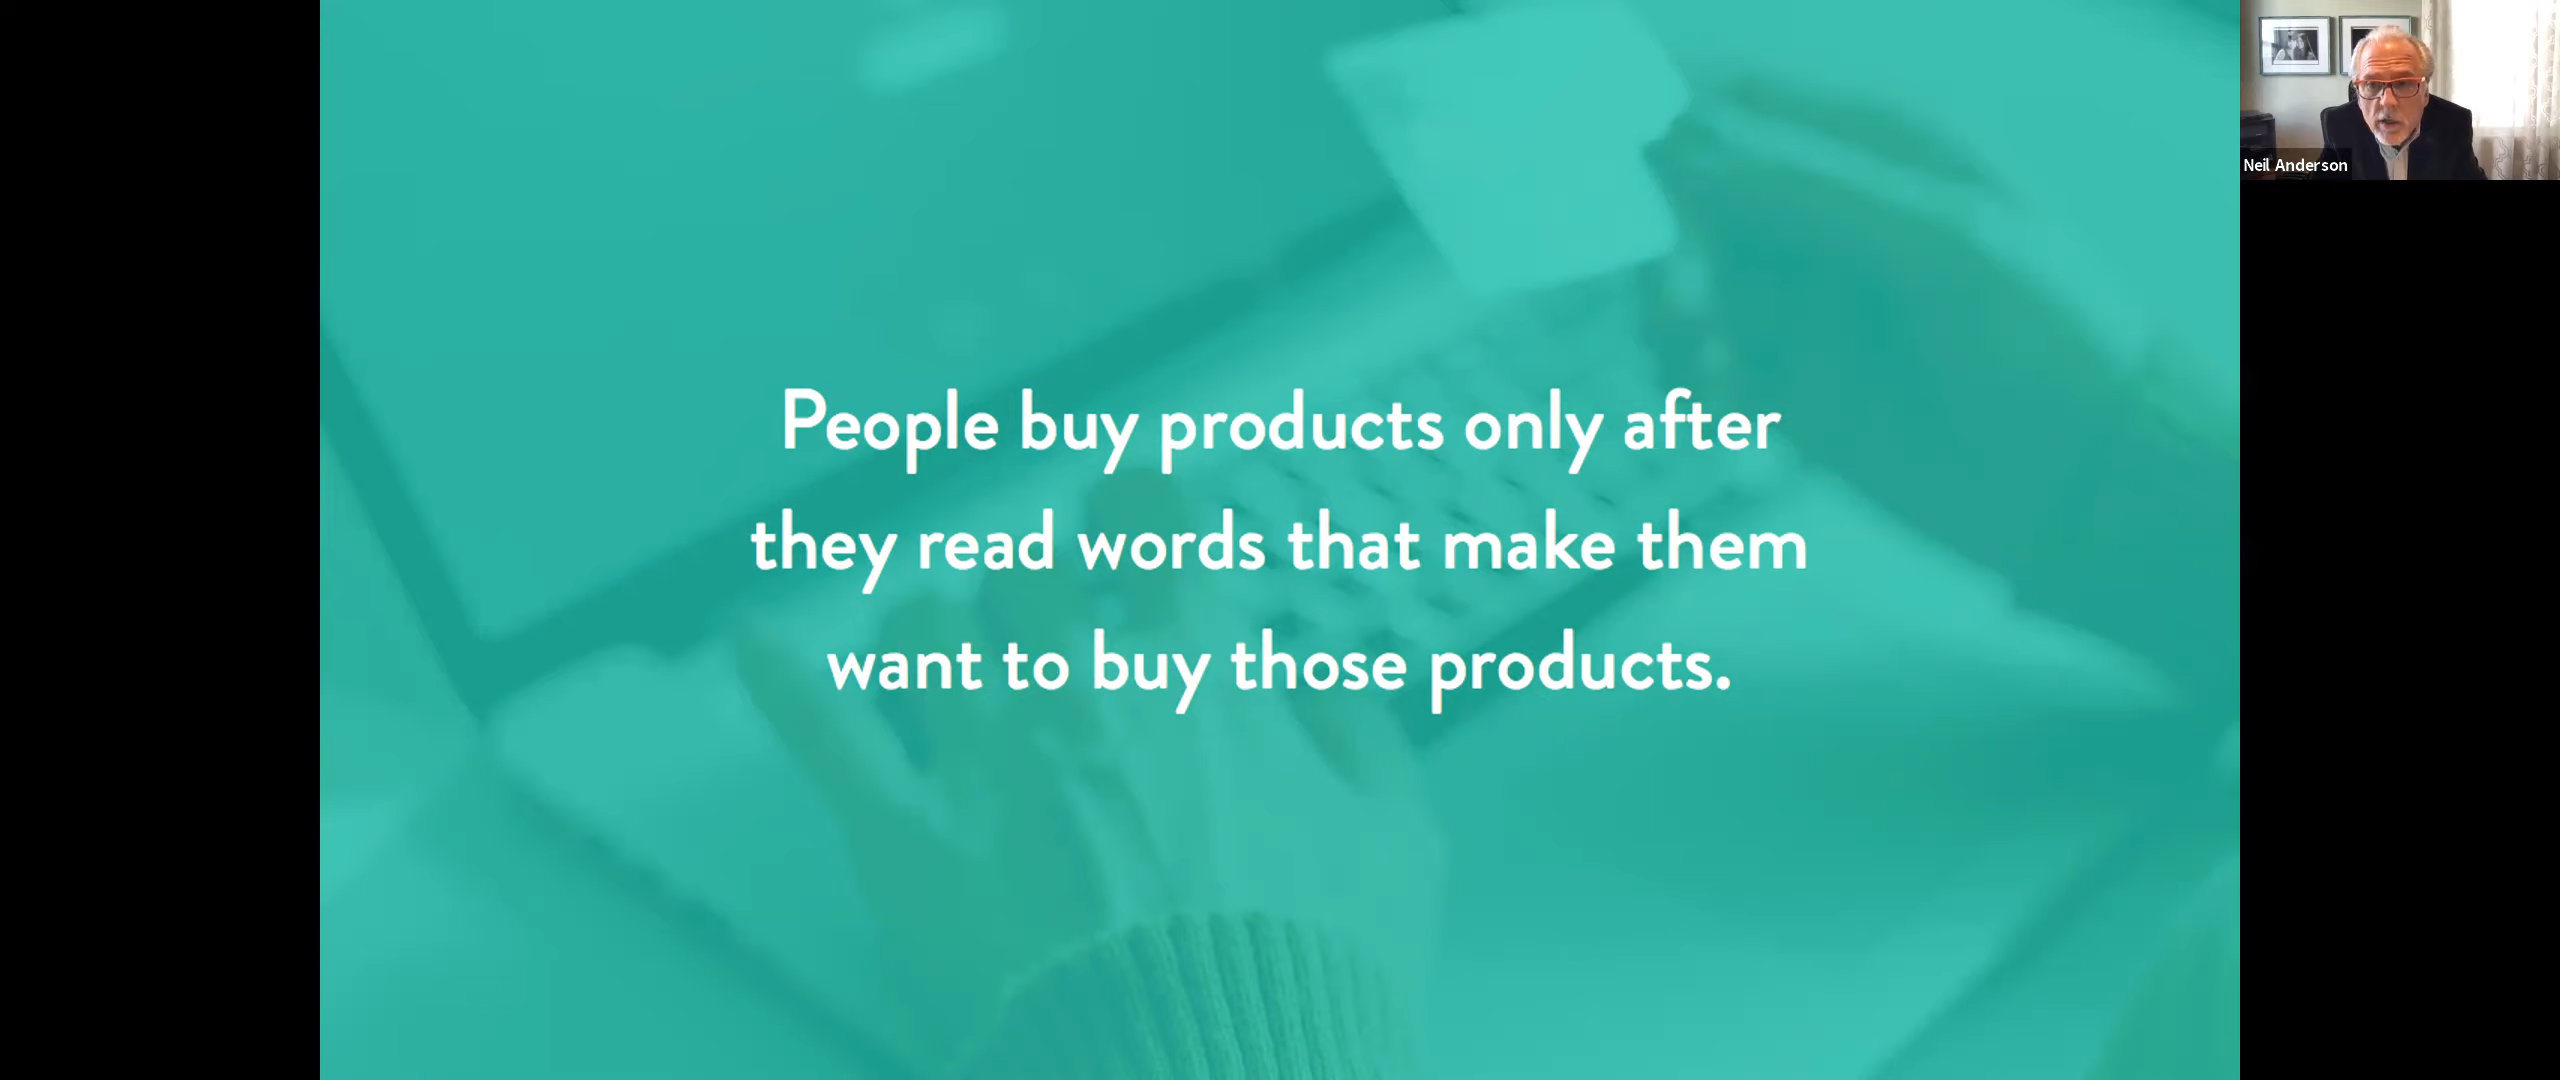 People buy products only after
they read words that make them
want to buy those products.
Neil Anderson